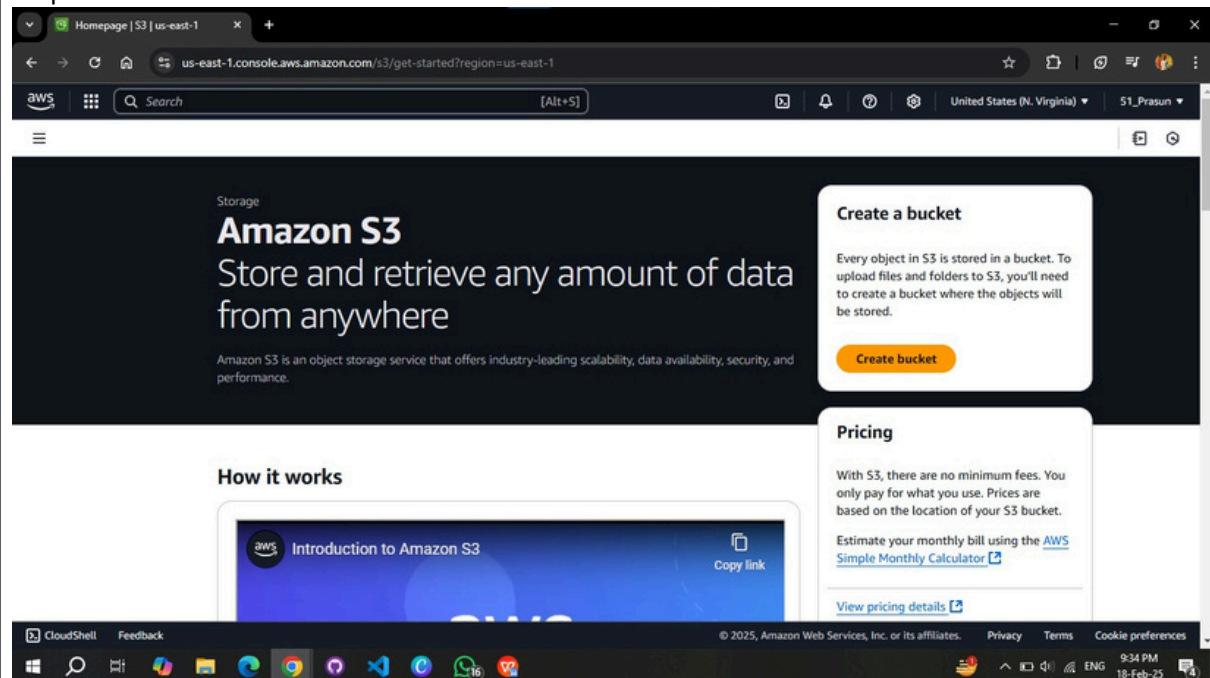 Homepage | S3 | us-east-1
us-east-1.console.aws.amazon.com/s3/get-started?region=us-east-1
aws
Search
[Alt+S]
United States (N. Virginia)
51_Prasun
Storage
Amazon S3
Store and retrieve any amount of data
from anywhere
Amazon S3 is an object storage service that offers industry-leading scalability, data availability, security, and
performance.
Create a bucket
Every object in S3 is stored in a bucket. To
upload files and folders to S3, you'll need
to create a bucket where the objects will
be stored.
Create bucket
Pricing
With S3, there are no minimum fees. You
only pay for what you use. Prices are
based on the location of your S3 bucket.
Estimate your monthly bill using the AWS
Simple Monthly Calculator
View pricing details
How it works
aws
Introduction to Amazon S3
Copy link
CloudShell
Feedback
© 2025, Amazon Web Services, Inc. or its affiliates.
Privacy
Terms
Cookie preferences
16
ENG
9:34 PM
18-Feb-25
4